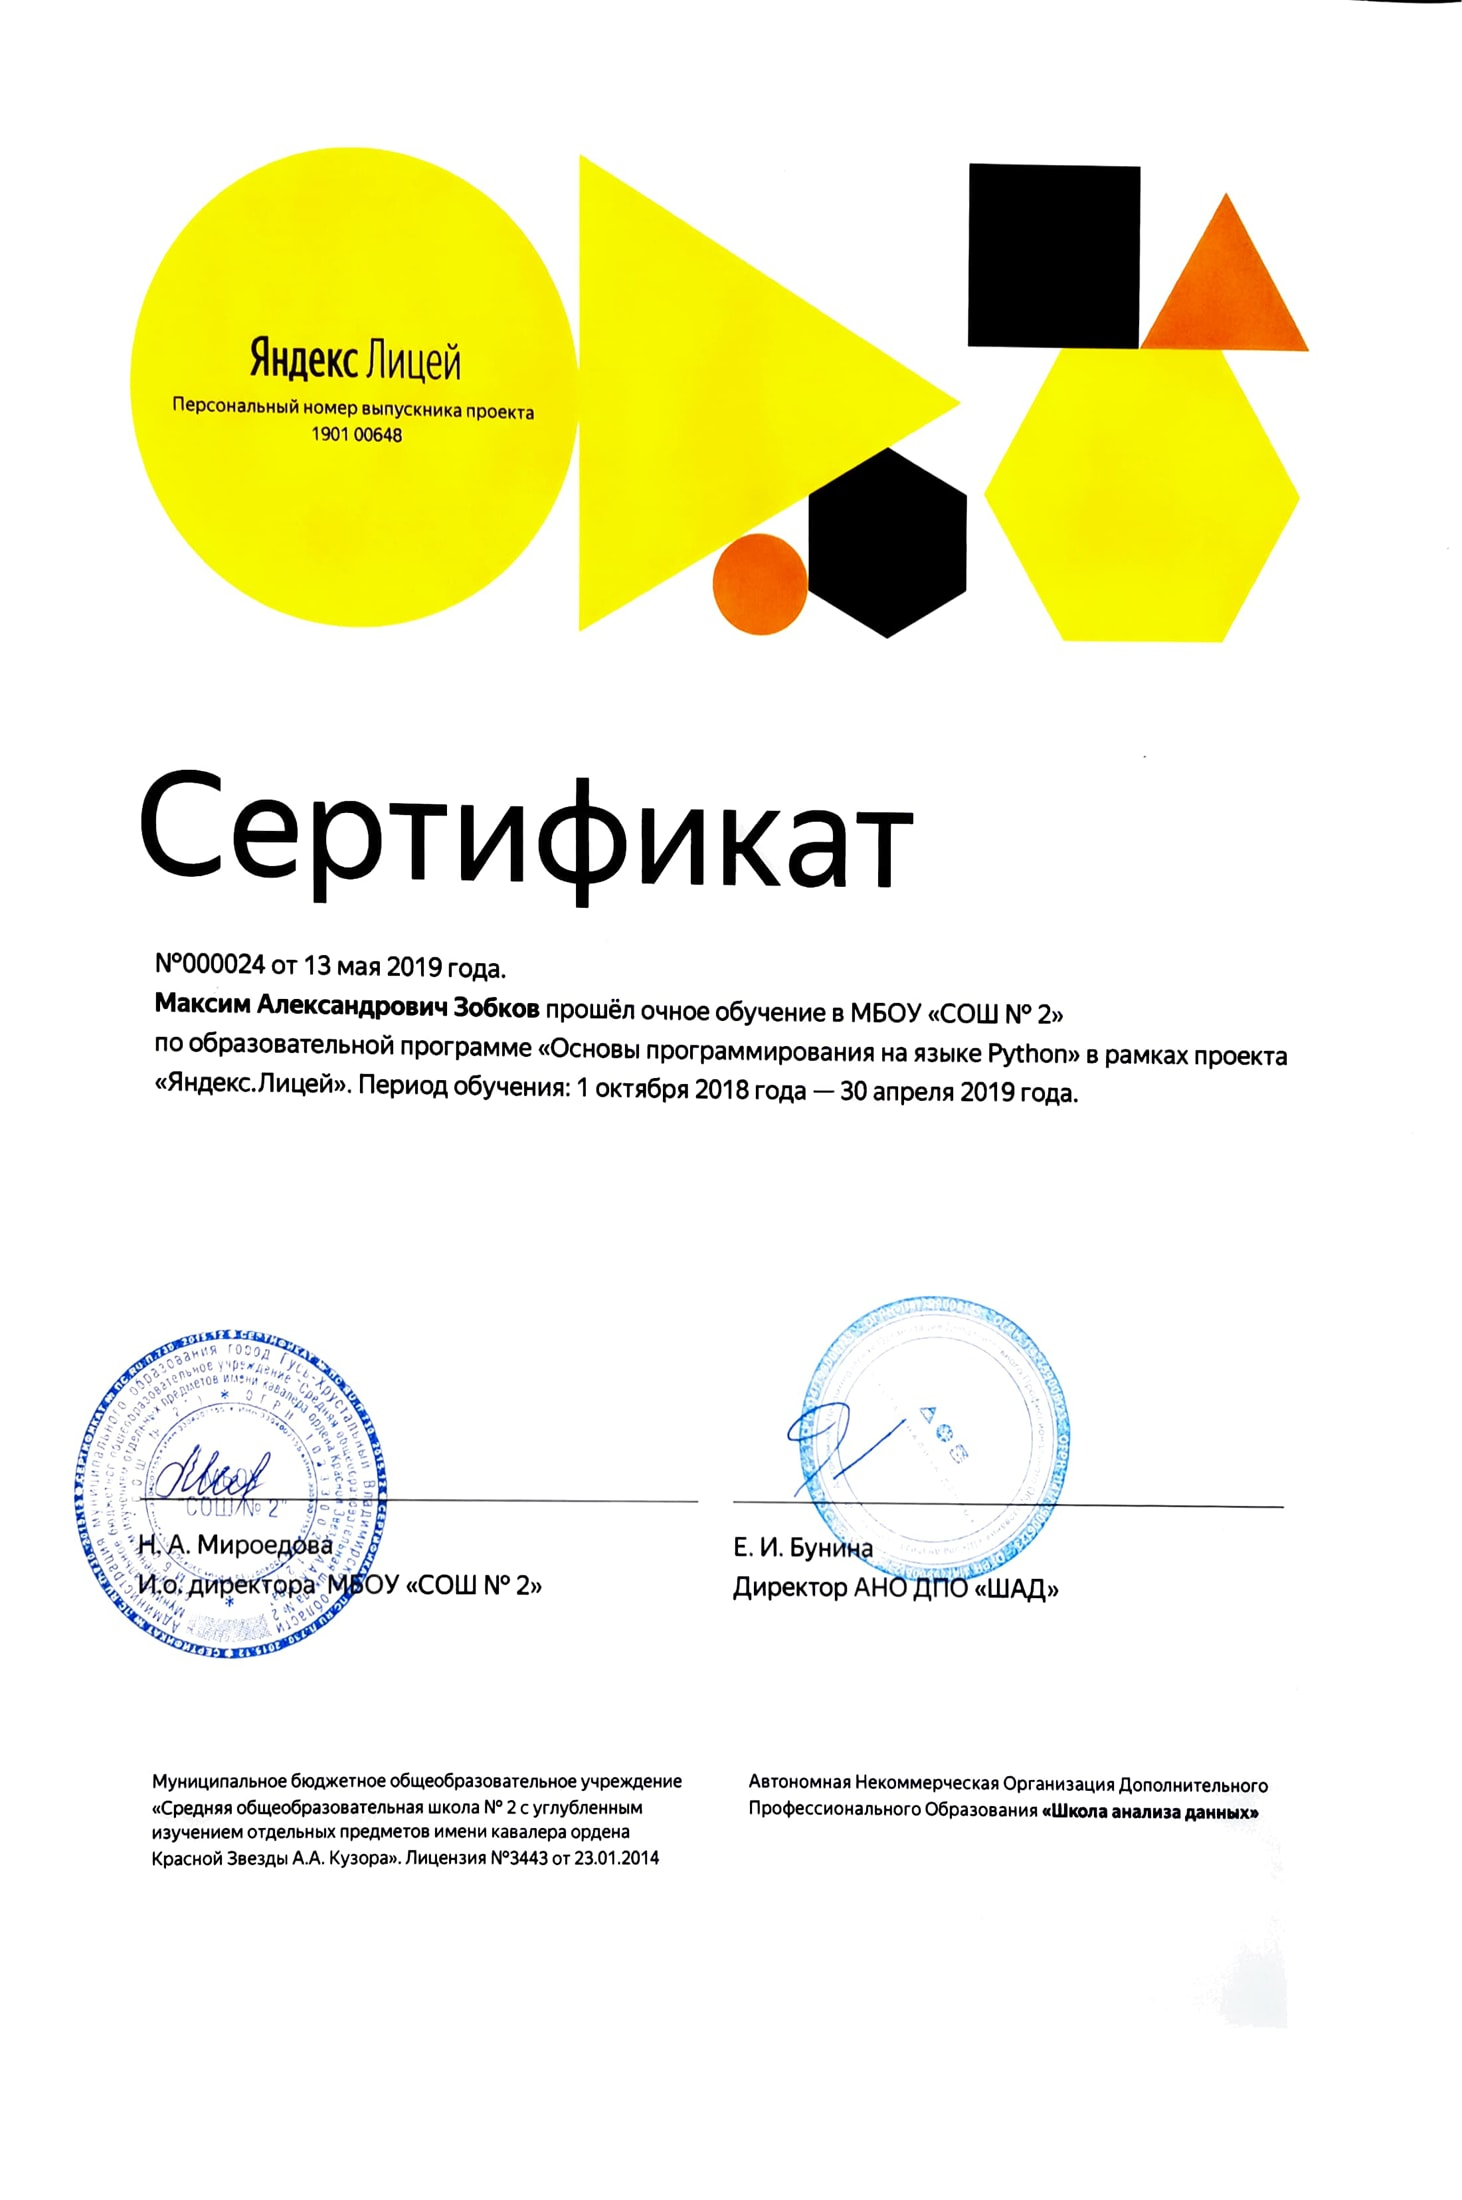 Яндекс Лицей
Персональный номер выпускника проекта
1901 00648
Сертификат
№000024 от 13 мая 2019 года.
Максим Александрович Зобков прошёл очное обучение в МБОУ «СОШ № 2»
по образовательной программе «Основы программирования на языке Python» в рамках проекта
«Яндекс.Лицей». Период обучения: 1 октября 2018 года — 30 апреля 2019 года.
СОШ № 2"
Н. А. Мироедова
И.о. директора МБОУ «СОШ № 2»
Е. И. Бунина
Директор АНО ДПО «ШАД»
Муниципальное бюджетное общеобразовательное учреждение
«Средняя общеобразовательная школа № 2 с углубленным
изучением отдельных предметов имени кавалера ордена
Красной Звезды А.А. Кузора». Лицензия №3443 от 23.01.2014
Автономная Некоммерческая Организация Дополнительного
Профессионального Образования «Школа анализа данных»